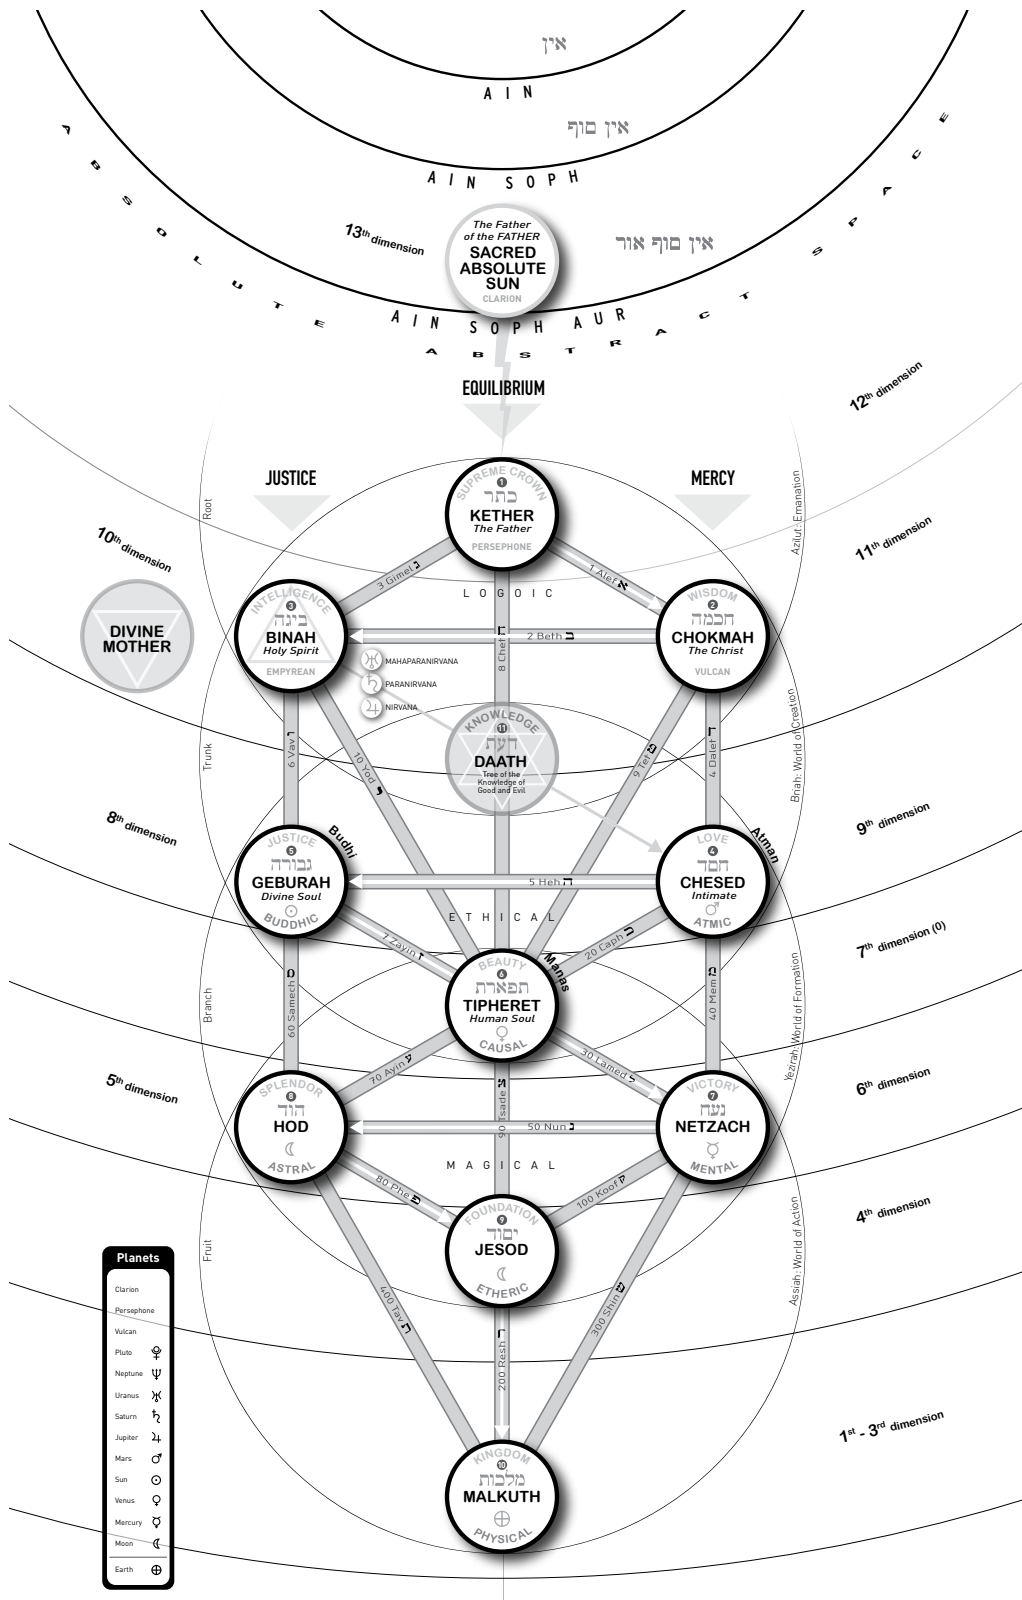 אין
AIN
אין סוף
AIN SOPH
ABSOLUTE ABSTRACT SPACE
13th dimension
The Father
of the FATHER
SACRED
ABSOLUTE
SUN
CLARION
אין סוף אור
AIN SOPH AUR
12th dimension
EQUILIBRIUM
JUSTICE
MERCY
Root
Azilut: Emanation
SUPREME CROWN
1
כתר
KETHER
The Father
PERSEPHONE
10th dimension
11th dimension
3 Gimel ג
1 Alef א
LOGOIC
DIVINE
MOTHER
INTELLIGENCE
3
בינה
BINAH
Holy Spirit
EMPYREAN
8 Chet ח
2 Beth ב
WISDOM
2
חכמה
CHOKMAH
The Christ
VULCAN
MAHAPARANIRVANA
PARANIRVANA
NIRVANA
KNOWLEDGE
11
דעת
DAATH
Tree of the
Knowledge of
Good and Evil
Trunk
6 Vav ו
10 Yod י
9 Tet ט
4 Dalet ד
Briah: World of Creation
8th dimension
9th dimension
Budhi
Atman
JUSTICE
5
גבורה
GEBURAH
Divine Soul
BUDDHIC
5 Heh ה
LOVE
4
חסד
CHESED
Intimate
ATMIC
ETHICAL
7 Zayin ז
20 Caph כ
7th dimension (0)
Manas
BEAUTY
6
תפארת
TIPHERET
Human Soul
CAUSAL
Branch
60 Samech ס
40 Mem מ
Yezirah: World of Formation
5th dimension
6th dimension
70 Ayin ע
30 Lamed ל
SPLENDOR
8
הוד
HOD
ASTRAL
90 Tsade צ
50 Nun נ
VICTORY
7
נצח
NETZACH
MENTAL
MAGICAL
80 Phe פ
100 Koof ק
4th dimension
FOUNDATION
9
יסוד
JESOD
ETHERIC
Fruit
Assiah: World of Action
400 Tav ת
200 Resh ר
300 Shin ש
1st - 3rd dimension
KINGDOM
10
מלכות
MALKUTH
PHYSICAL
Planets
Clarion
Persephone
Vulcan
Pluto ♇
Neptune ♆
Uranus ♅
Saturn ♄
Jupiter ♃
Mars ♂
Sun ☉
Venus ♀
Mercury ☿
Moon ☾
Earth ⊕